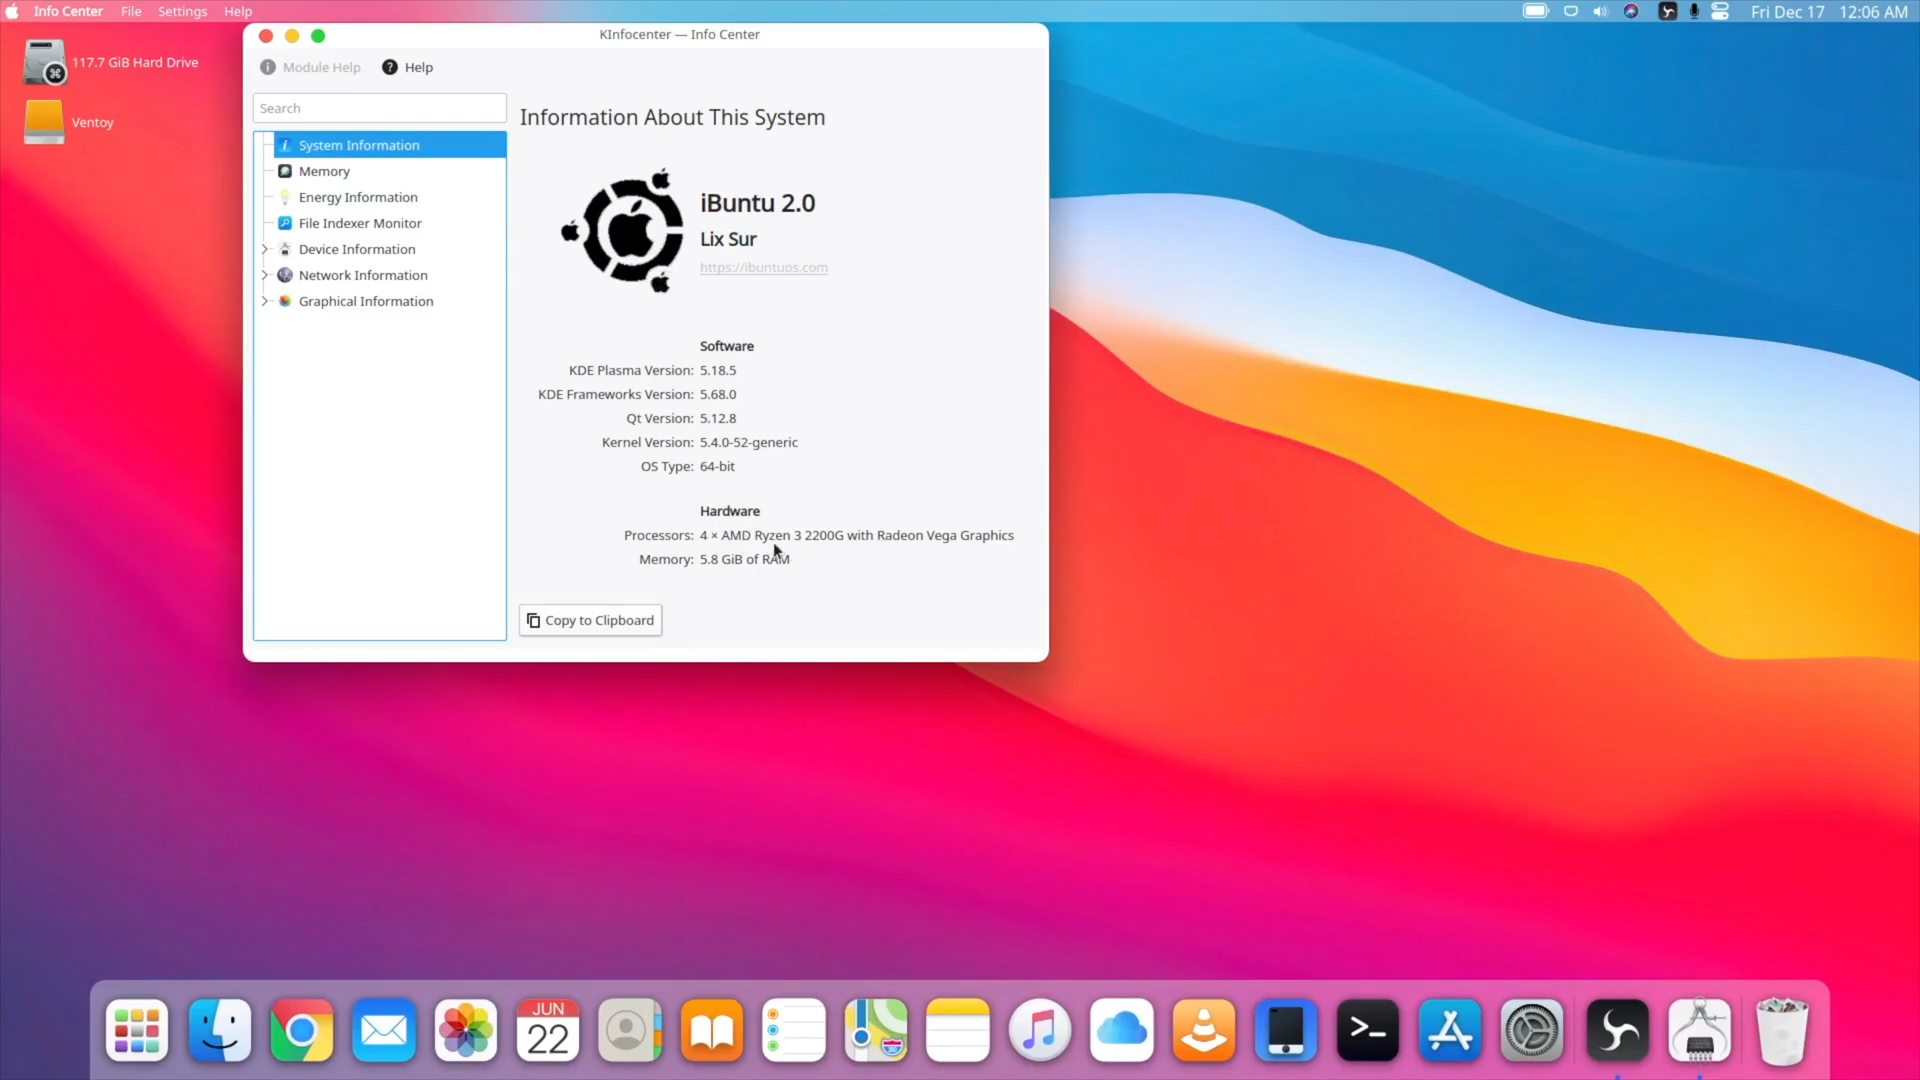 Info Center File Settings Help Fri Dec 17 12:06 AM
117.7 GiB Hard Drive
Ventoy
KInfocenter — Info Center
Module Help Help
Search
System Information
Memory
Energy Information
File Indexer Monitor
Device Information
Network Information
Graphical Information
Information About This System
iBuntu 2.0
Lix Sur
https://ibuntuos.com
Software
KDE Plasma Version: 5.18.5
KDE Frameworks Version: 5.68.0
Qt Version: 5.12.8
Kernel Version: 5.4.0-52-generic
OS Type: 64-bit
Hardware
Processors: 4 × AMD Ryzen 3 2200G with Radeon Vega Graphics
Memory: 5.8 GiB of RAM
Copy to Clipboard
JUN
22